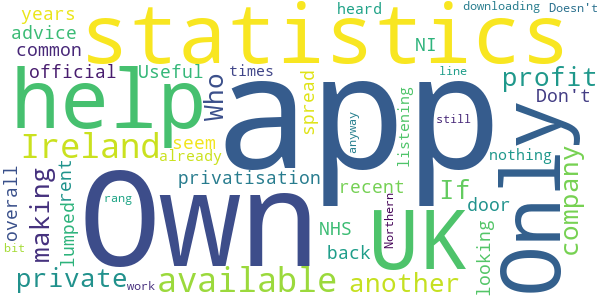 years
heard
downloading
Doesn't
statistics
advice
NI
common
official
Useful
times
line
profit
help
Who
spread
app
Don't
Only
still
anyway
listening
Ireland
seem
already
nothing
company
privatisation
overall
making
lumped
rent
Own
rang
recent
Northern
If
UK
door
NHS
looking
back
bit
private
work
available
another